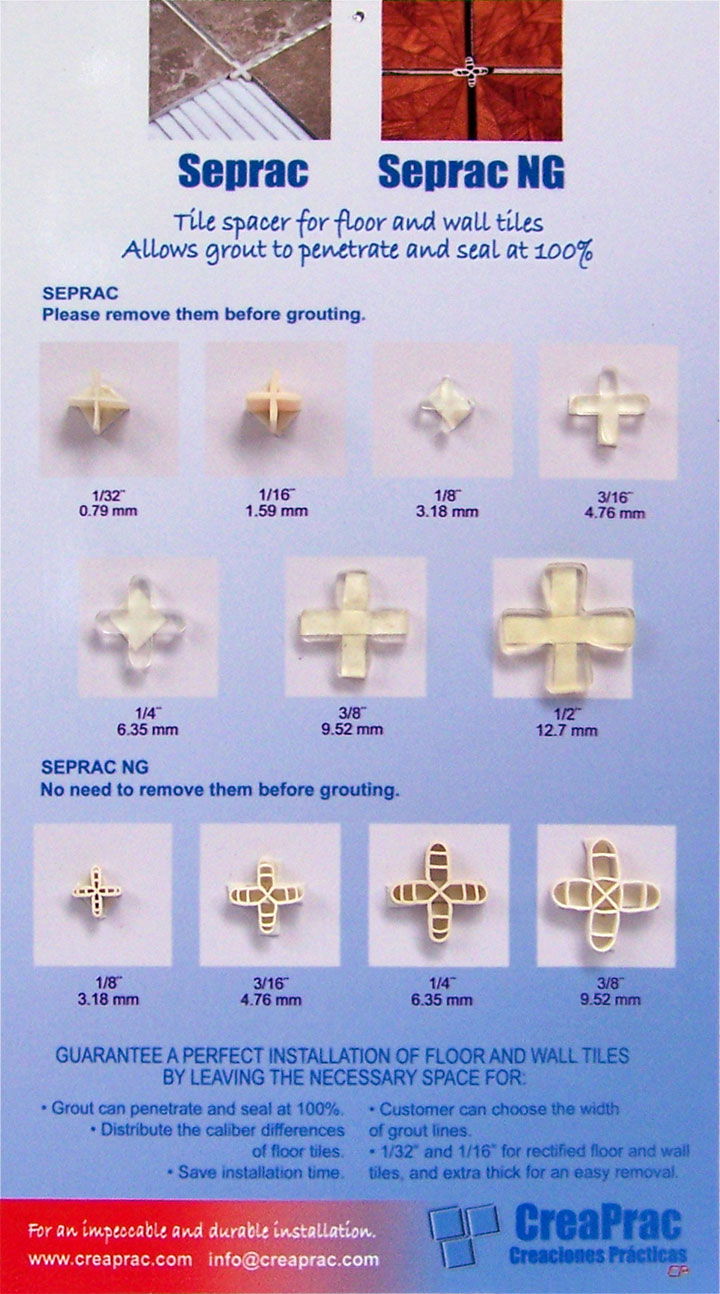 Seprac
Seprac NG
Tile spacer for floor and wall tiles
Allows grout to penetrate and seal at 100%
SEPRAC
Please remove them before grouting.
1/32¨
0.79 mm
1/16¨
1.59 mm
1/8¨
3.18 mm
3/16¨
4.76 mm
1/4¨
6.35 mm
3/8¨
9.52 mm
1/2¨
12.7 mm
SEPRAC NG
No need to remove them before grouting.
1/8¨
3.18 mm
3/16¨
4.76 mm
1/4¨
6.35 mm
3/8¨
9.52 mm
GUARANTEE A PERFECT INSTALLATION OF FLOOR AND WALL TILES
BY LEAVING THE NECESSARY SPACE FOR:
• Grout can penetrate and seal at 100%.
• Distribute the caliber differences
of floor tiles.
• Save installation time.
• Customer can choose the width
of grout lines.
• 1/32” and 1/16” for rectified floor and wall
tiles, and extra thick for an easy removal.
For an impeccable and durable installation.
www.creaprac.com info@creaprac.com
CreaPrac
Creaciones Prácticas